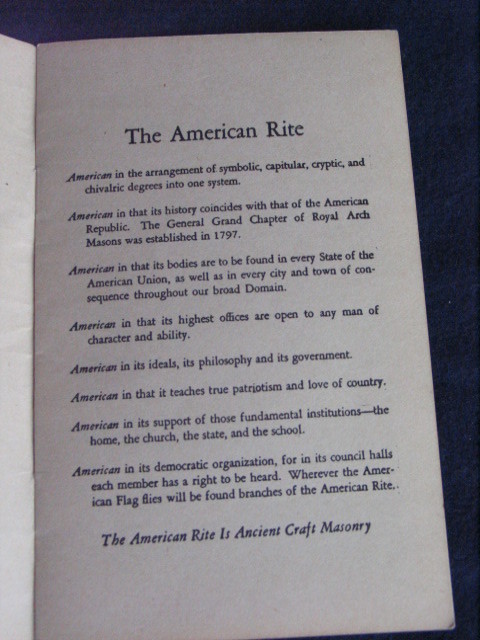 The American Rite
American in the arrangement of symbolic, capitular, cryptic, and
chivalric degrees into one system.
American in that its history coincides with that of the American
Republic. The General Grand Chapter of Royal Arch
Masons was established in 1797.
American in that its bodies are to be found in every State of the
American Union, as well as in every city and town of con-
sequence throughout our broad Domain.
American in that its highest offices are open to any man of
character and ability.
American in its ideals, its philosophy and its government.
American in that it teaches true patriotism and love of country.
American in its support of those fundamental institutions—the
home, the church, the state, and the school.
American in its democratic organization, for in its council halls
each member has a right to be heard. Wherever the Amer-
ican Flag flies will be found branches of the American Rite..
The American Rite Is Ancient Craft Masonry